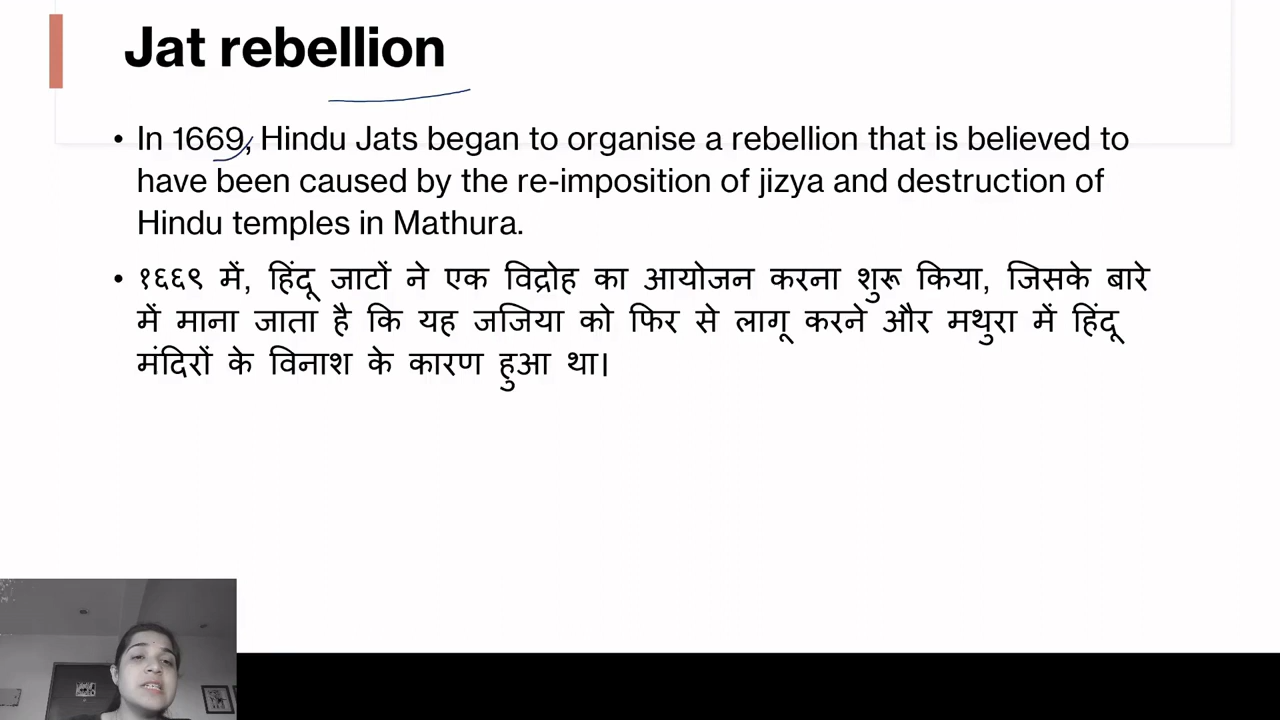 Jat rebellion
• In 1669, Hindu Jats began to organise a rebellion that is believed to
have been caused by the re-imposition of jizya and destruction of
Hindu temples in Mathura.
• १६६९ में, हिंदू जाटों ने एक विद्रोह का आयोजन करना शुरू किया, जिसके बारे
में माना जाता है कि यह जजिया को फिर से लागू करने और मथुरा में हिंदू
मंदिरों के विनाश के कारण हुआ था।